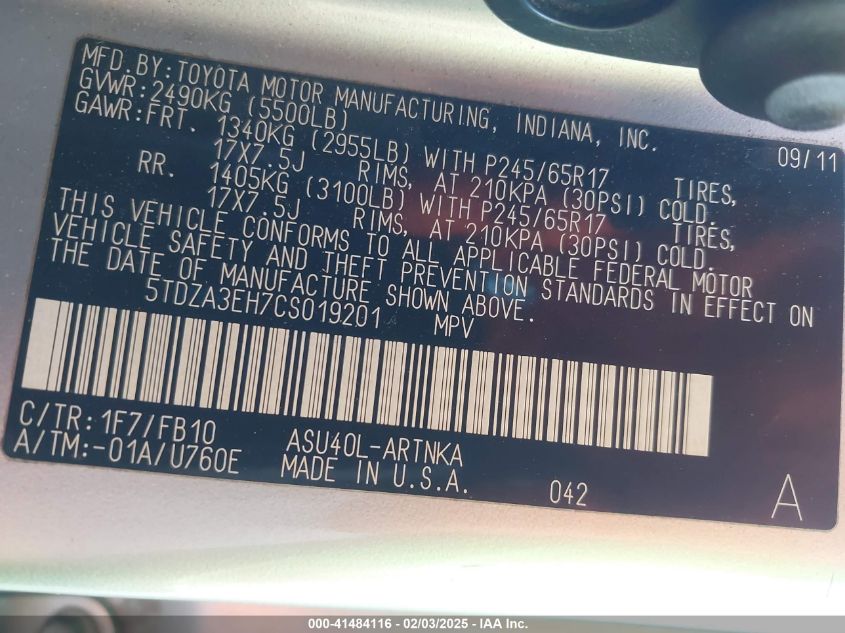 MFD.BY:TOYOTA MOTOR MANUFACTURING, INDIANA, INC. 09/11
GVWR:2490KG (5500LB)
GAWR:FRT. 1340KG (2955LB) WITH P245/65R17 TIRES,
17X7.5J RIMS, AT 210KPA (30PSI) COLD.
RR. 1405KG (3100LB) WITH P245/65R17 TIRES,
17X7.5J RIMS, AT 210KPA (30PSI) COLD.
THIS VEHICLE CONFORMS TO ALL APPLICABLE FEDERAL MOTOR
VEHICLE SAFETY AND THEFT PREVENTION STANDARDS IN EFFECT ON
THE DATE OF MANUFACTURE SHOWN ABOVE.
5TDZA3EH7CS019201 MPV
C/TR:1F7/FB10 ASU40L-ARTNKA
A/TM:-01A/U760E MADE IN U.S.A. 042 A
000-41484116 - 02/03/2025 - IAA Inc.